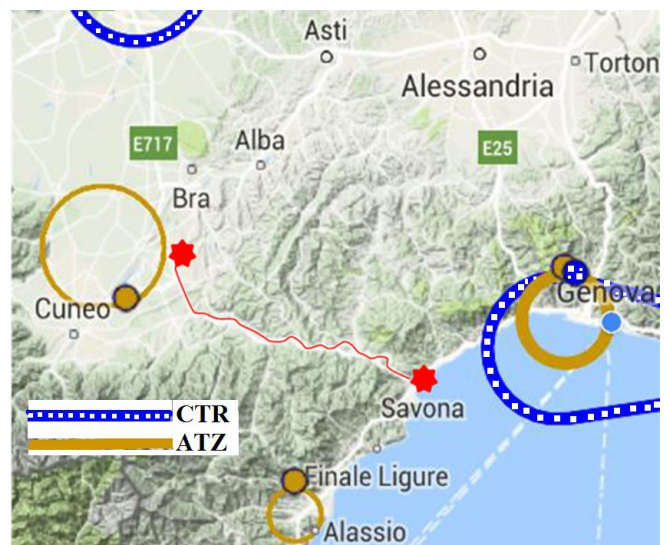 Asti
Torton
Alessandria
E717
Alba
E25
Bra
Genova
Cuneo
Savona
CTR
ATZ
Finale Ligure
Alassio